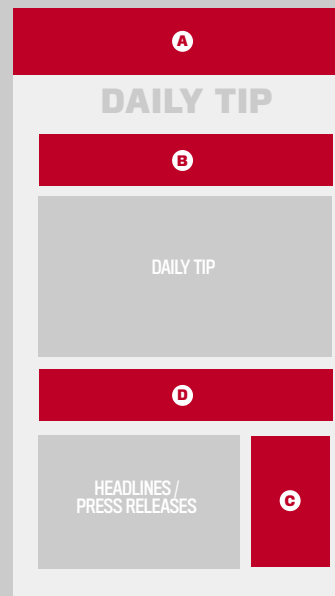 A
DAILY TIP
B
DAILY TIP
D
HEADLINES /
PRESS RELEASES
C